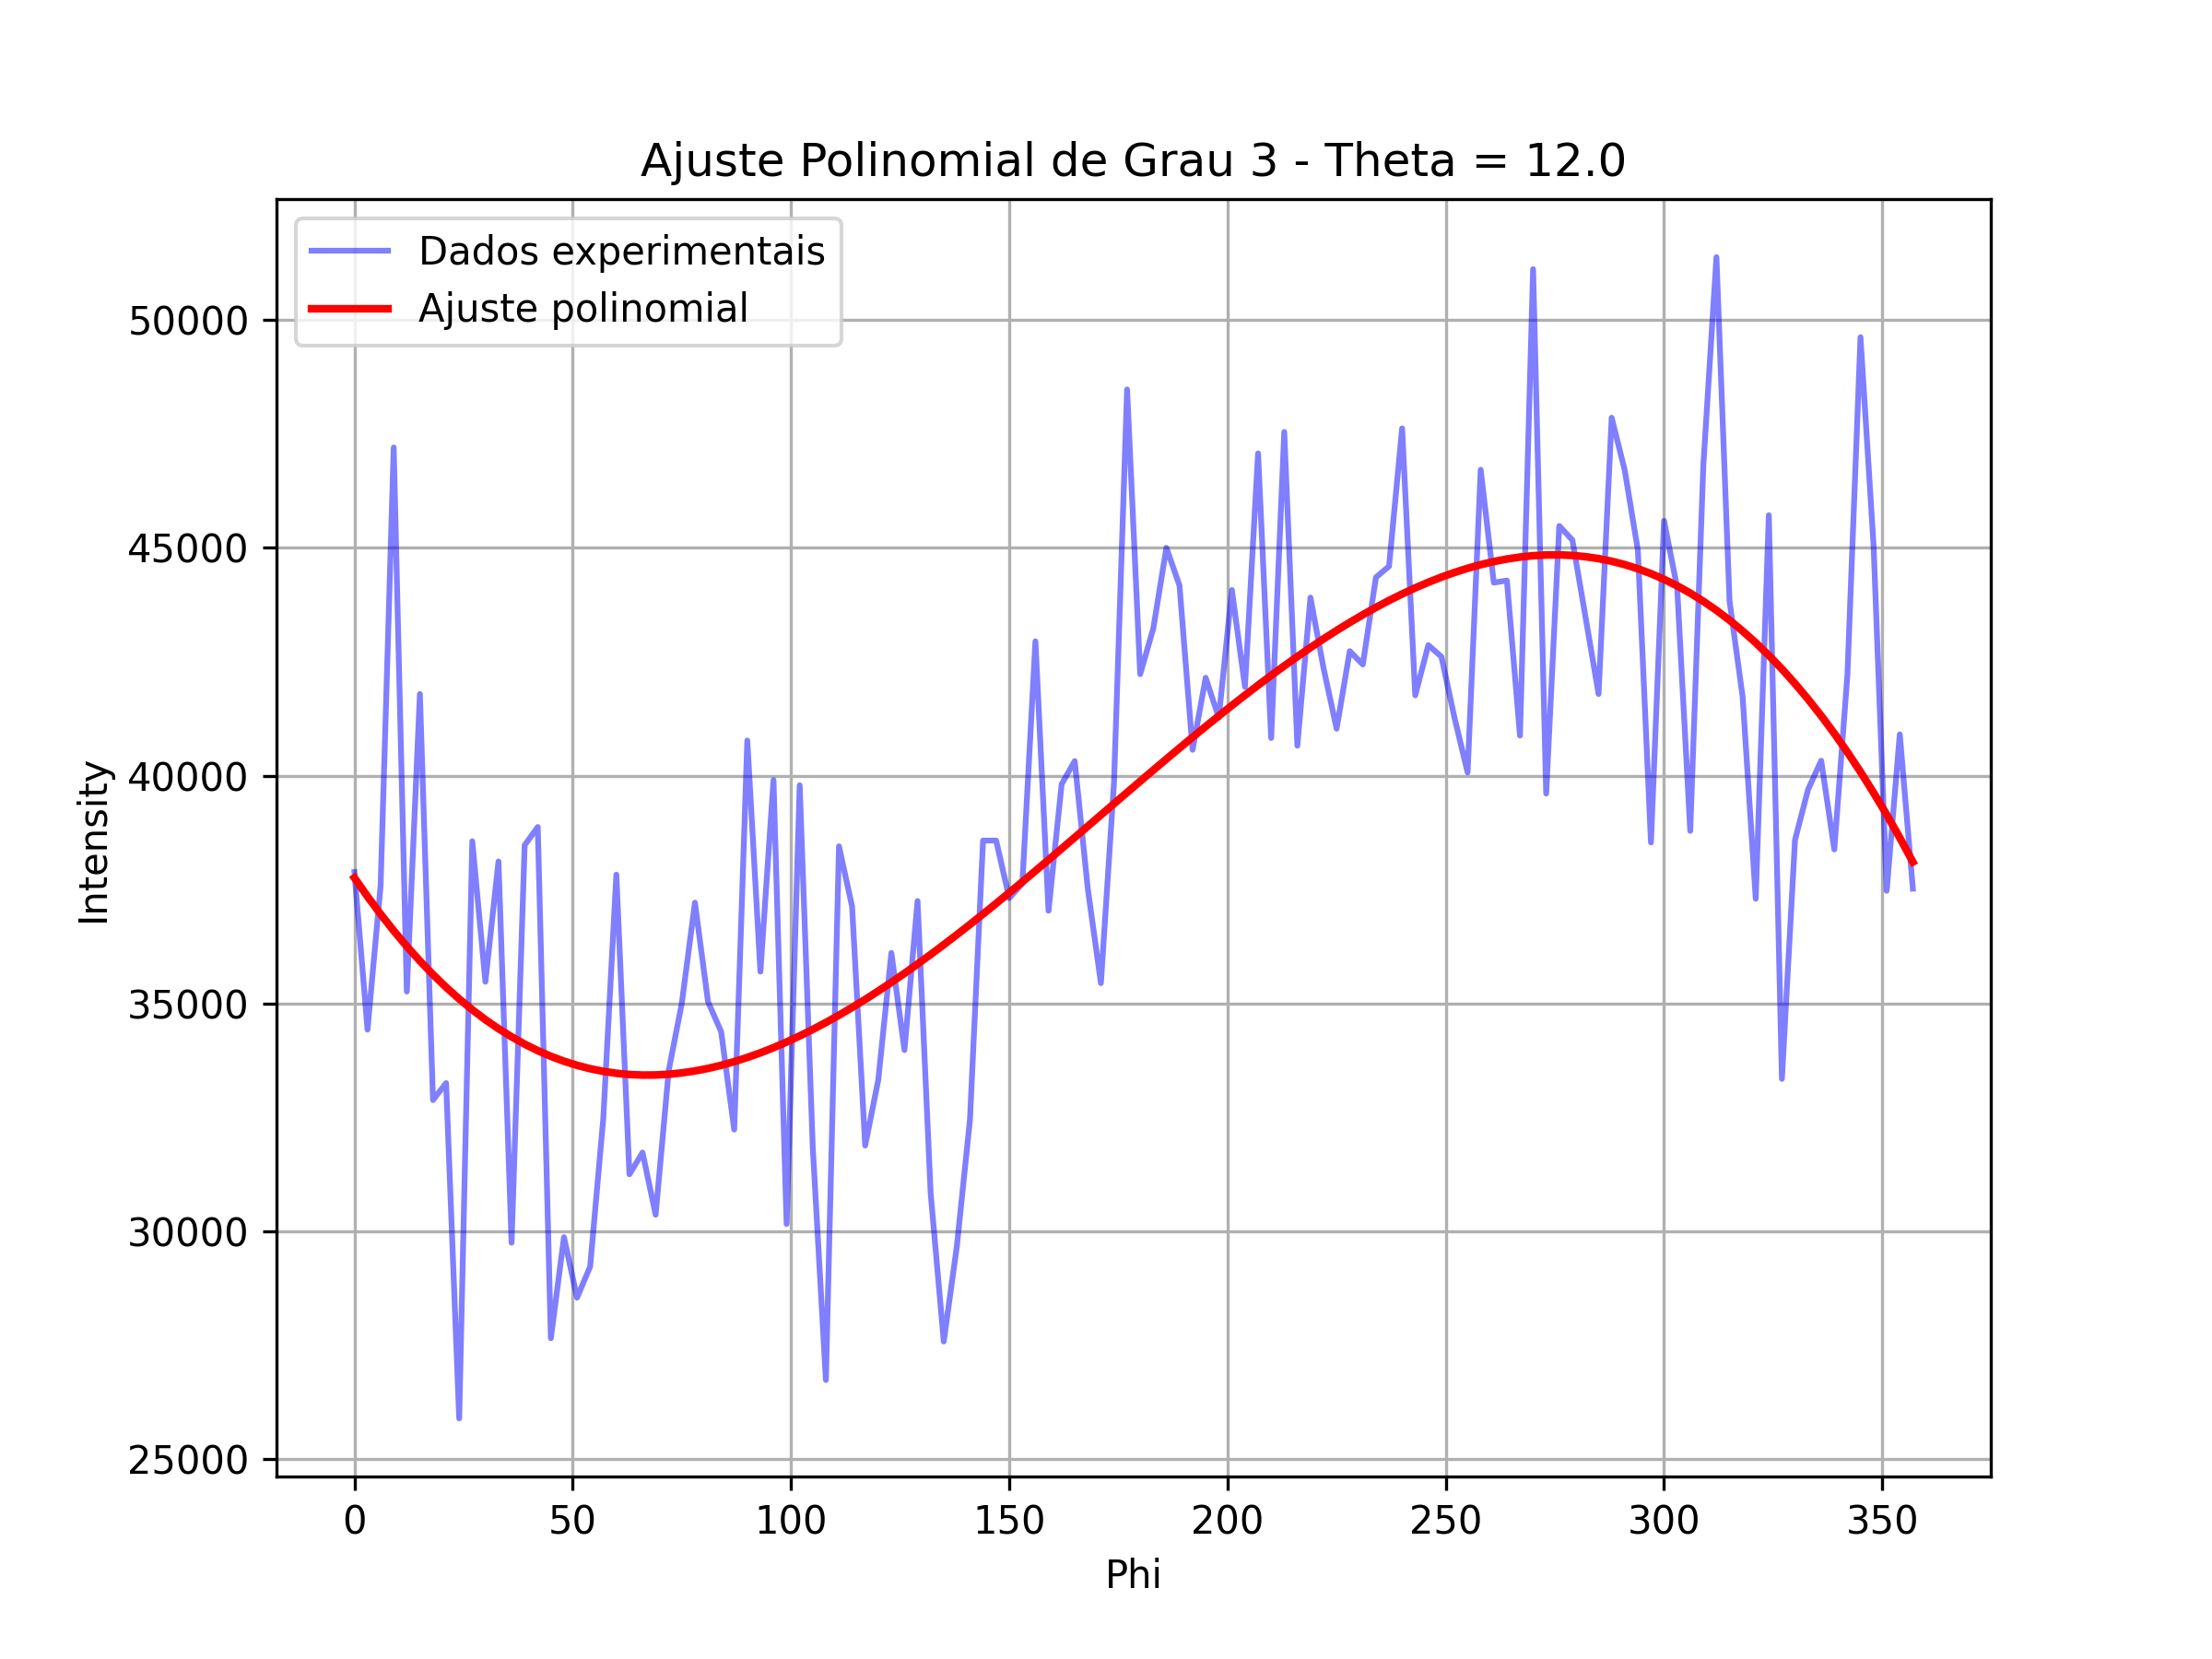 Ajuste Polinomial de Grau 3 - Theta = 12.0
Dados experimentais
Ajuste polinomial
50000
45000
40000
35000
30000
25000
Intensity
0 50 100 150 200 250 300 350
Phi